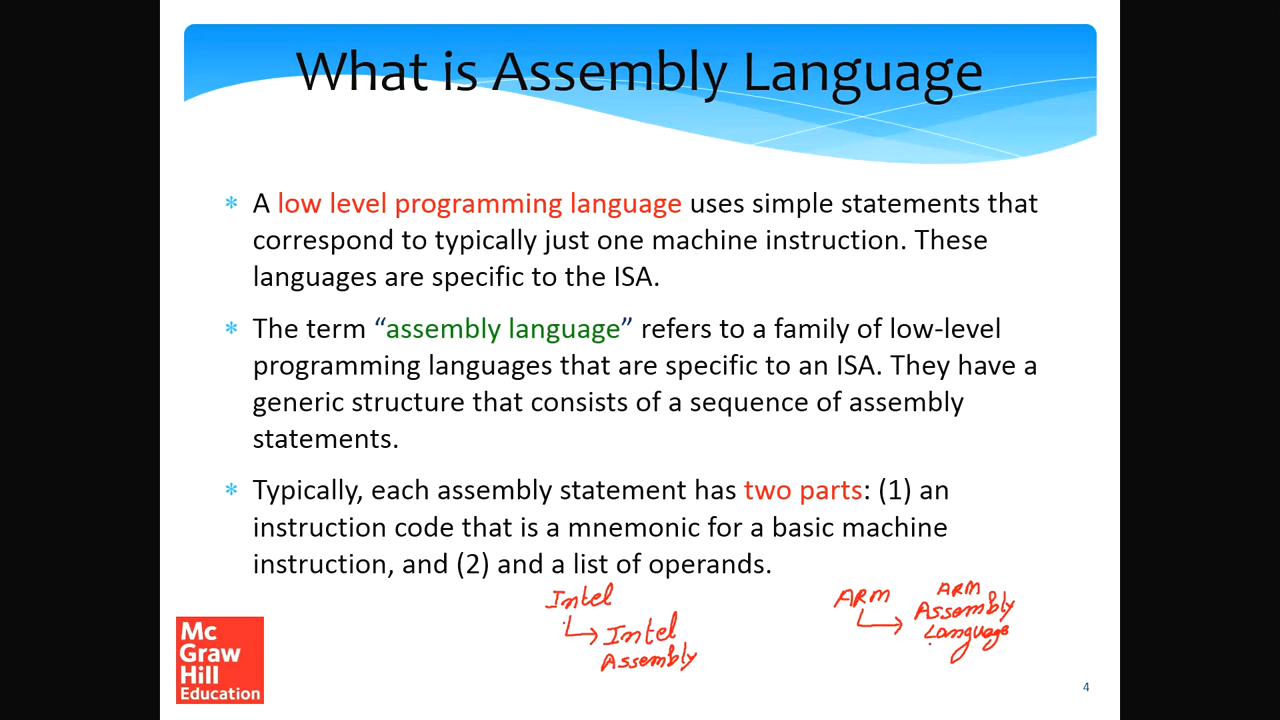 What is Assembly Language
* A low level programming language uses simple statements that
correspond to typically just one machine instruction. These
languages are specific to the ISA.
* The term “assembly language” refers to a family of low-level
programming languages that are specific to an ISA. They have a
generic structure that consists of a sequence of assembly
statements.
* Typically, each assembly statement has two parts: (1) an
instruction code that is a mnemonic for a basic machine
instruction, and (2) and a list of operands.
Intel
Intel
Assembly
ARM
ARM
Assembly
Language
Mc
Graw
Hill
Education
4